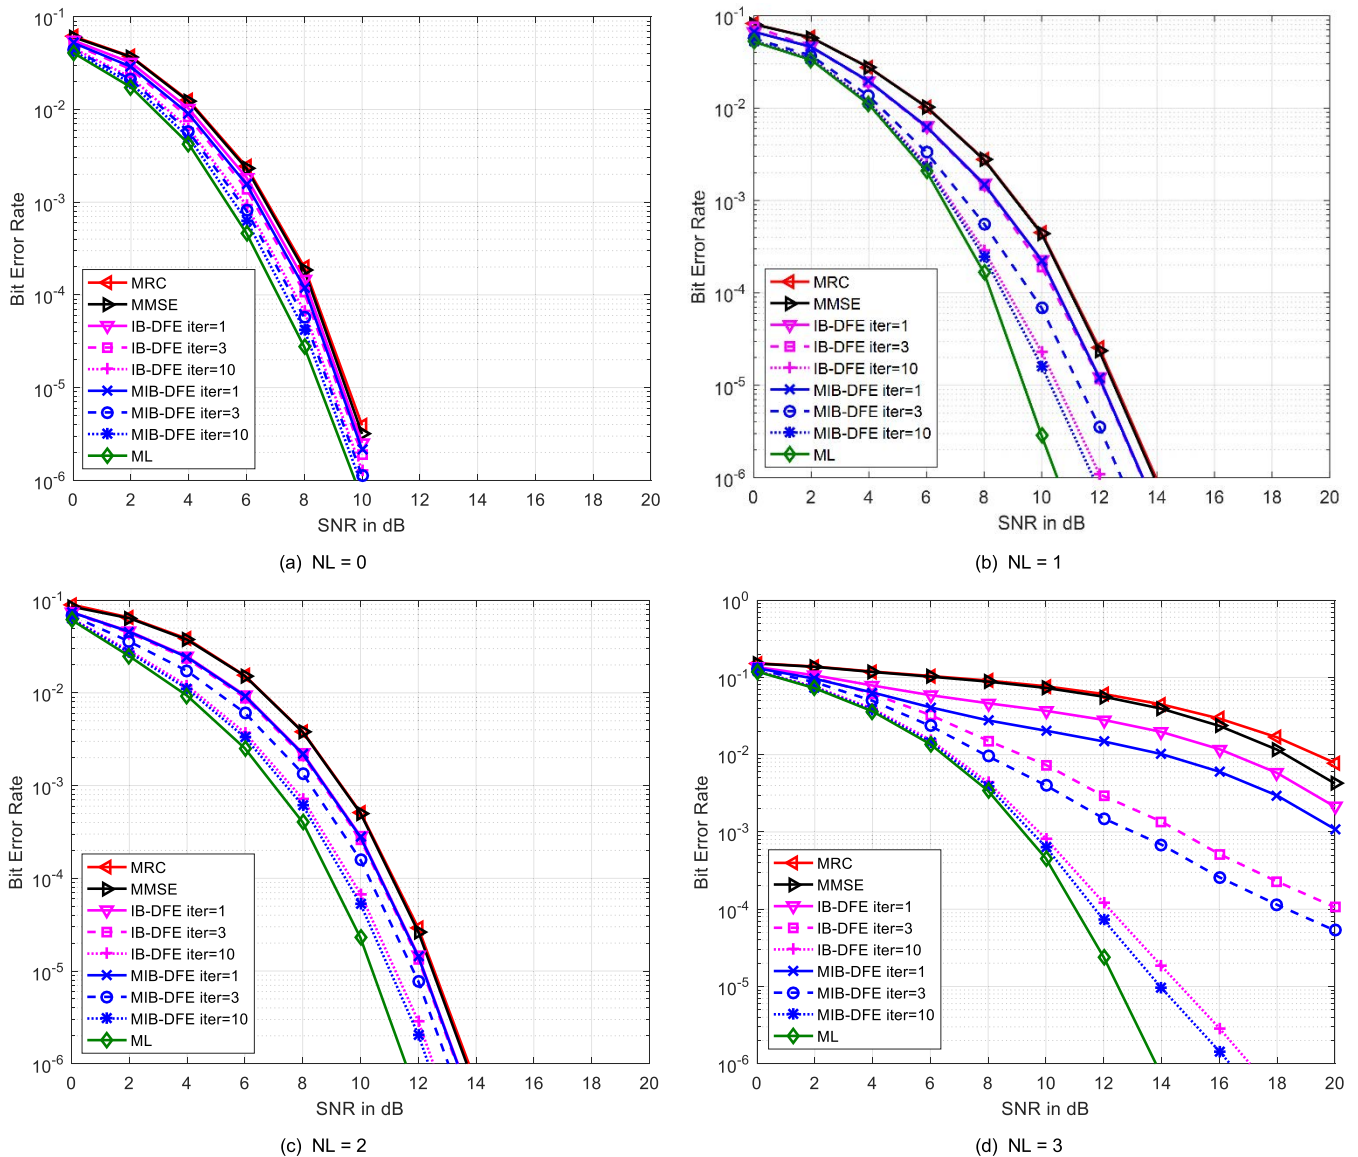 10^-1
10^-2
10^-3
10^-4
10^-5
10^-6
Bit Error Rate
MRC
MMSE
IB-DFE iter=1
IB-DFE iter=3
IB-DFE iter=10
MIB-DFE iter=1
MIB-DFE iter=3
MIB-DFE iter=10
ML
0 2 4 6 8 10 12 14 16 18 20
SNR in dB
(a) NL = 0
10^-1
10^-2
10^-3
10^-4
10^-5
10^-6
Bit Error Rate
MRC
MMSE
IB-DFE iter=1
IB-DFE iter=3
IB-DFE iter=10
MIB-DFE iter=1
MIB-DFE iter=3
MIB-DFE iter=10
ML
0 2 4 6 8 10 12 14 16 18 20
SNR in dB
(b) NL = 1
10^-1
10^-2
10^-3
10^-4
10^-5
10^-6
Bit Error Rate
MRC
MMSE
IB-DFE iter=1
IB-DFE iter=3
IB-DFE iter=10
MIB-DFE iter=1
MIB-DFE iter=3
MIB-DFE iter=10
ML
0 2 4 6 8 10 12 14 16 18 20
SNR in dB
(c) NL = 2
10^0
10^-1
10^-2
10^-3
10^-4
10^-5
10^-6
Bit Error Rate
MRC
MMSE
IB-DFE iter=1
IB-DFE iter=3
IB-DFE iter=10
MIB-DFE iter=1
MIB-DFE iter=3
MIB-DFE iter=10
ML
0 2 4 6 8 10 12 14 16 18 20
SNR in dB
(d) NL = 3